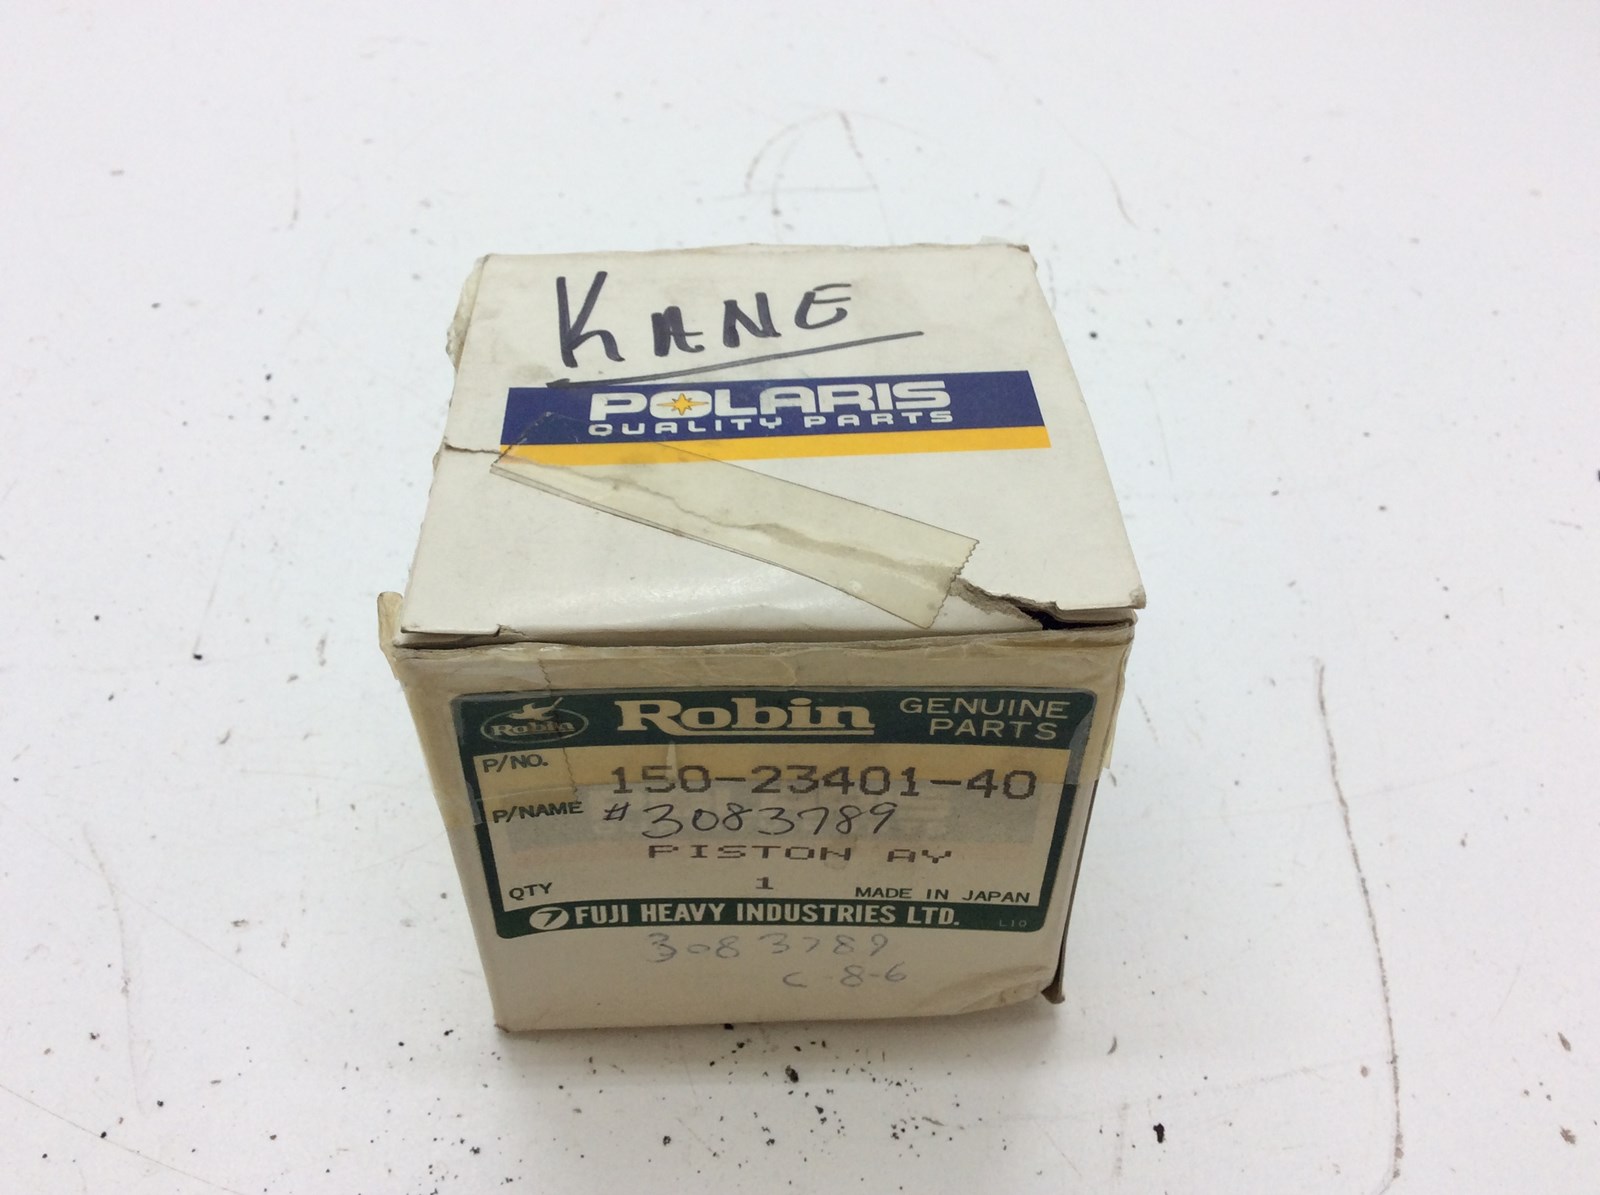 KANE
POLARIS
QUALITY PARTS
Robin
Robin
GENUINE
PARTS
P/NO.
150-23401-40
P/NAME
#3083789
PISTON AY
QTY
1
MADE IN JAPAN
FUJI HEAVY INDUSTRIES LTD.
L10
3083789
C-8-6